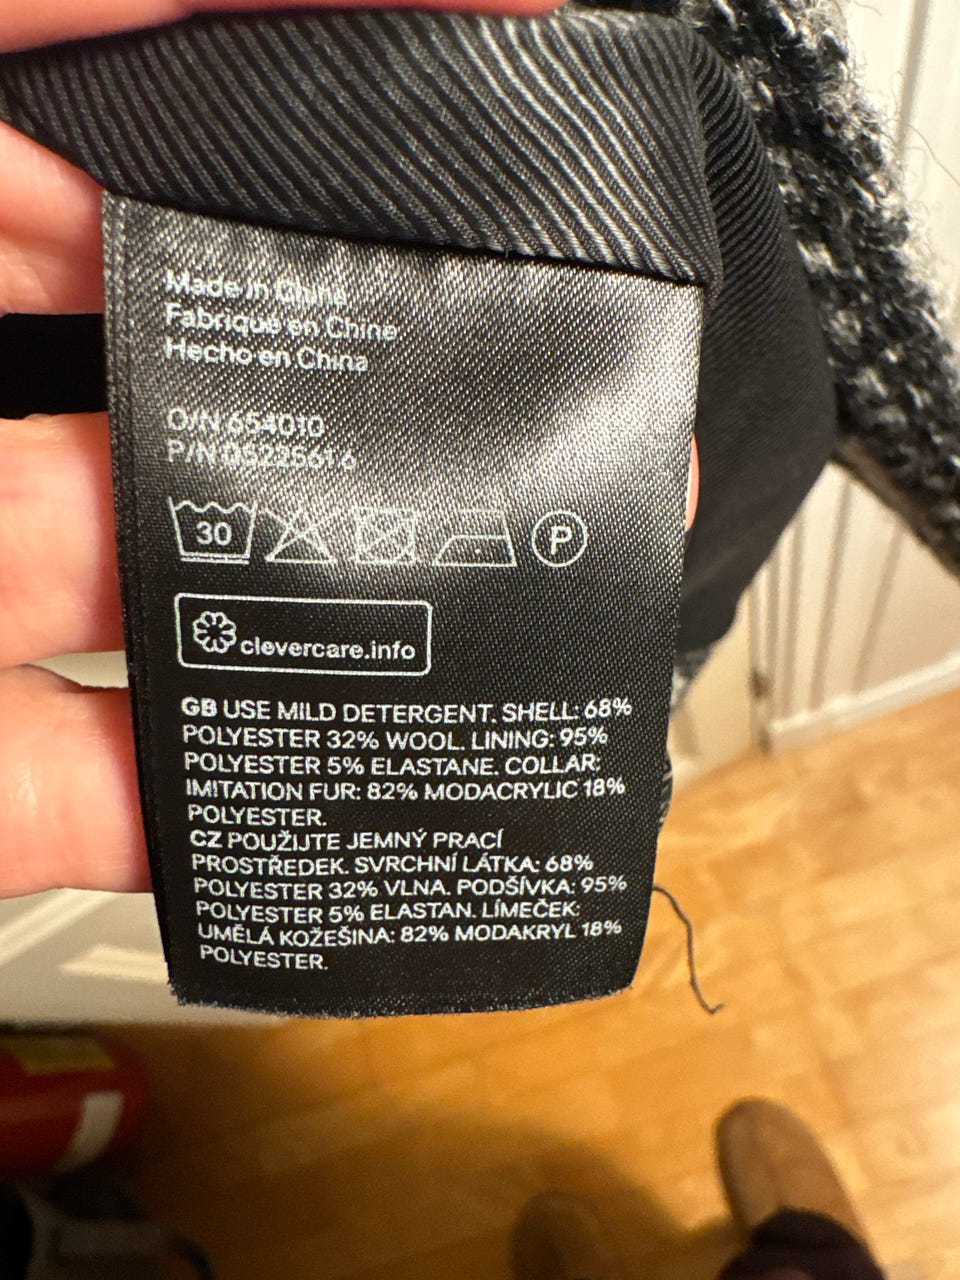 Made in China
Fabriqué en Chine
Hecho en China
O/N 654010
P/N 05225616
30
P
clevercare.info
GB USE MILD DETERGENT. SHELL: 68%
POLYESTER 32% WOOL. LINING: 95%
POLYESTER 5% ELASTANE. COLLAR:
IMITATION FUR: 82% MODACRYLIC 18%
POLYESTER.
CZ POUŽIJTE JEMNÝ PRACÍ
PROSTŘEDEK. SVRCHNÍ LÁTKA: 68%
POLYESTER 32% VLNA. PODŠÍVKA: 95%
POLYESTER 5% ELASTAN. LÍMEČEK:
UMĚLÁ KOŽEŠINA: 82% MODAKRYL 18%
POLYESTER.